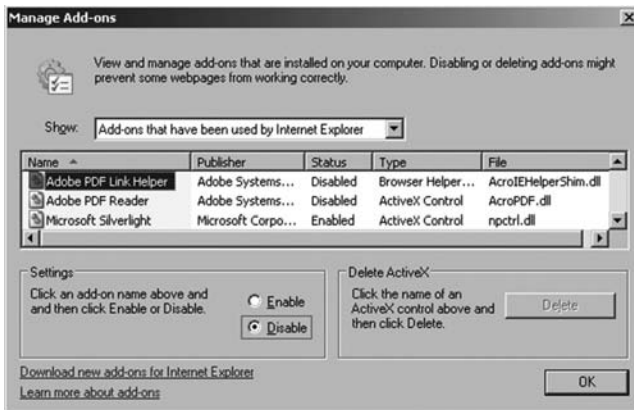 Manage Add-ons
View and manage add-ons that are installed on your computer. Disabling or deleting add-ons might
prevent some webpages from working correctly.
Show: Add-ons that have been used by Internet Explorer
Name Publisher Status Type File
Adobe PDF Link Helper Adobe Systems... Disabled Browser Helper... AcroIEHelperShim.dll
Adobe PDF Reader Adobe Systems... Disabled ActiveX Control AcroPDF.dll
Microsoft Silverlight Microsoft Corpo... Enabled ActiveX Control npctrl.dll
Settings
Click an add-on name above and
and then click Enable or Disable.
Enable
Disable
Delete ActiveX
Click the name of an
ActiveX control above and
then click Delete.
Delete
Download new add-ons for Internet Explorer
Learn more about add-ons
OK